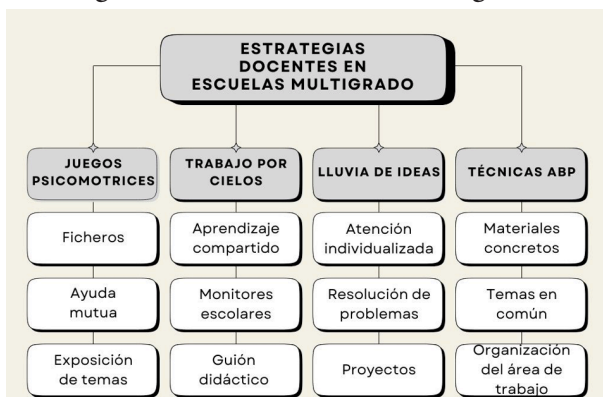 ESTRATEGIAS
DOCENTES EN
ESCUELAS MULTIGRADO
JUEGOS
PSICOMOTRICES
TRABAJO POR
CIELOS
LLUVIA DE IDEAS
TÉCNICAS ABP
Ficheros
Aprendizaje
compartido
Atención
individualizada
Materiales
concretos
Ayuda
mutua
Monitores
escolares
Resolución de
problemas
Temas en
común
Exposición
de temas
Guión
didáctico
Proyectos
Organización
del área de
trabajo